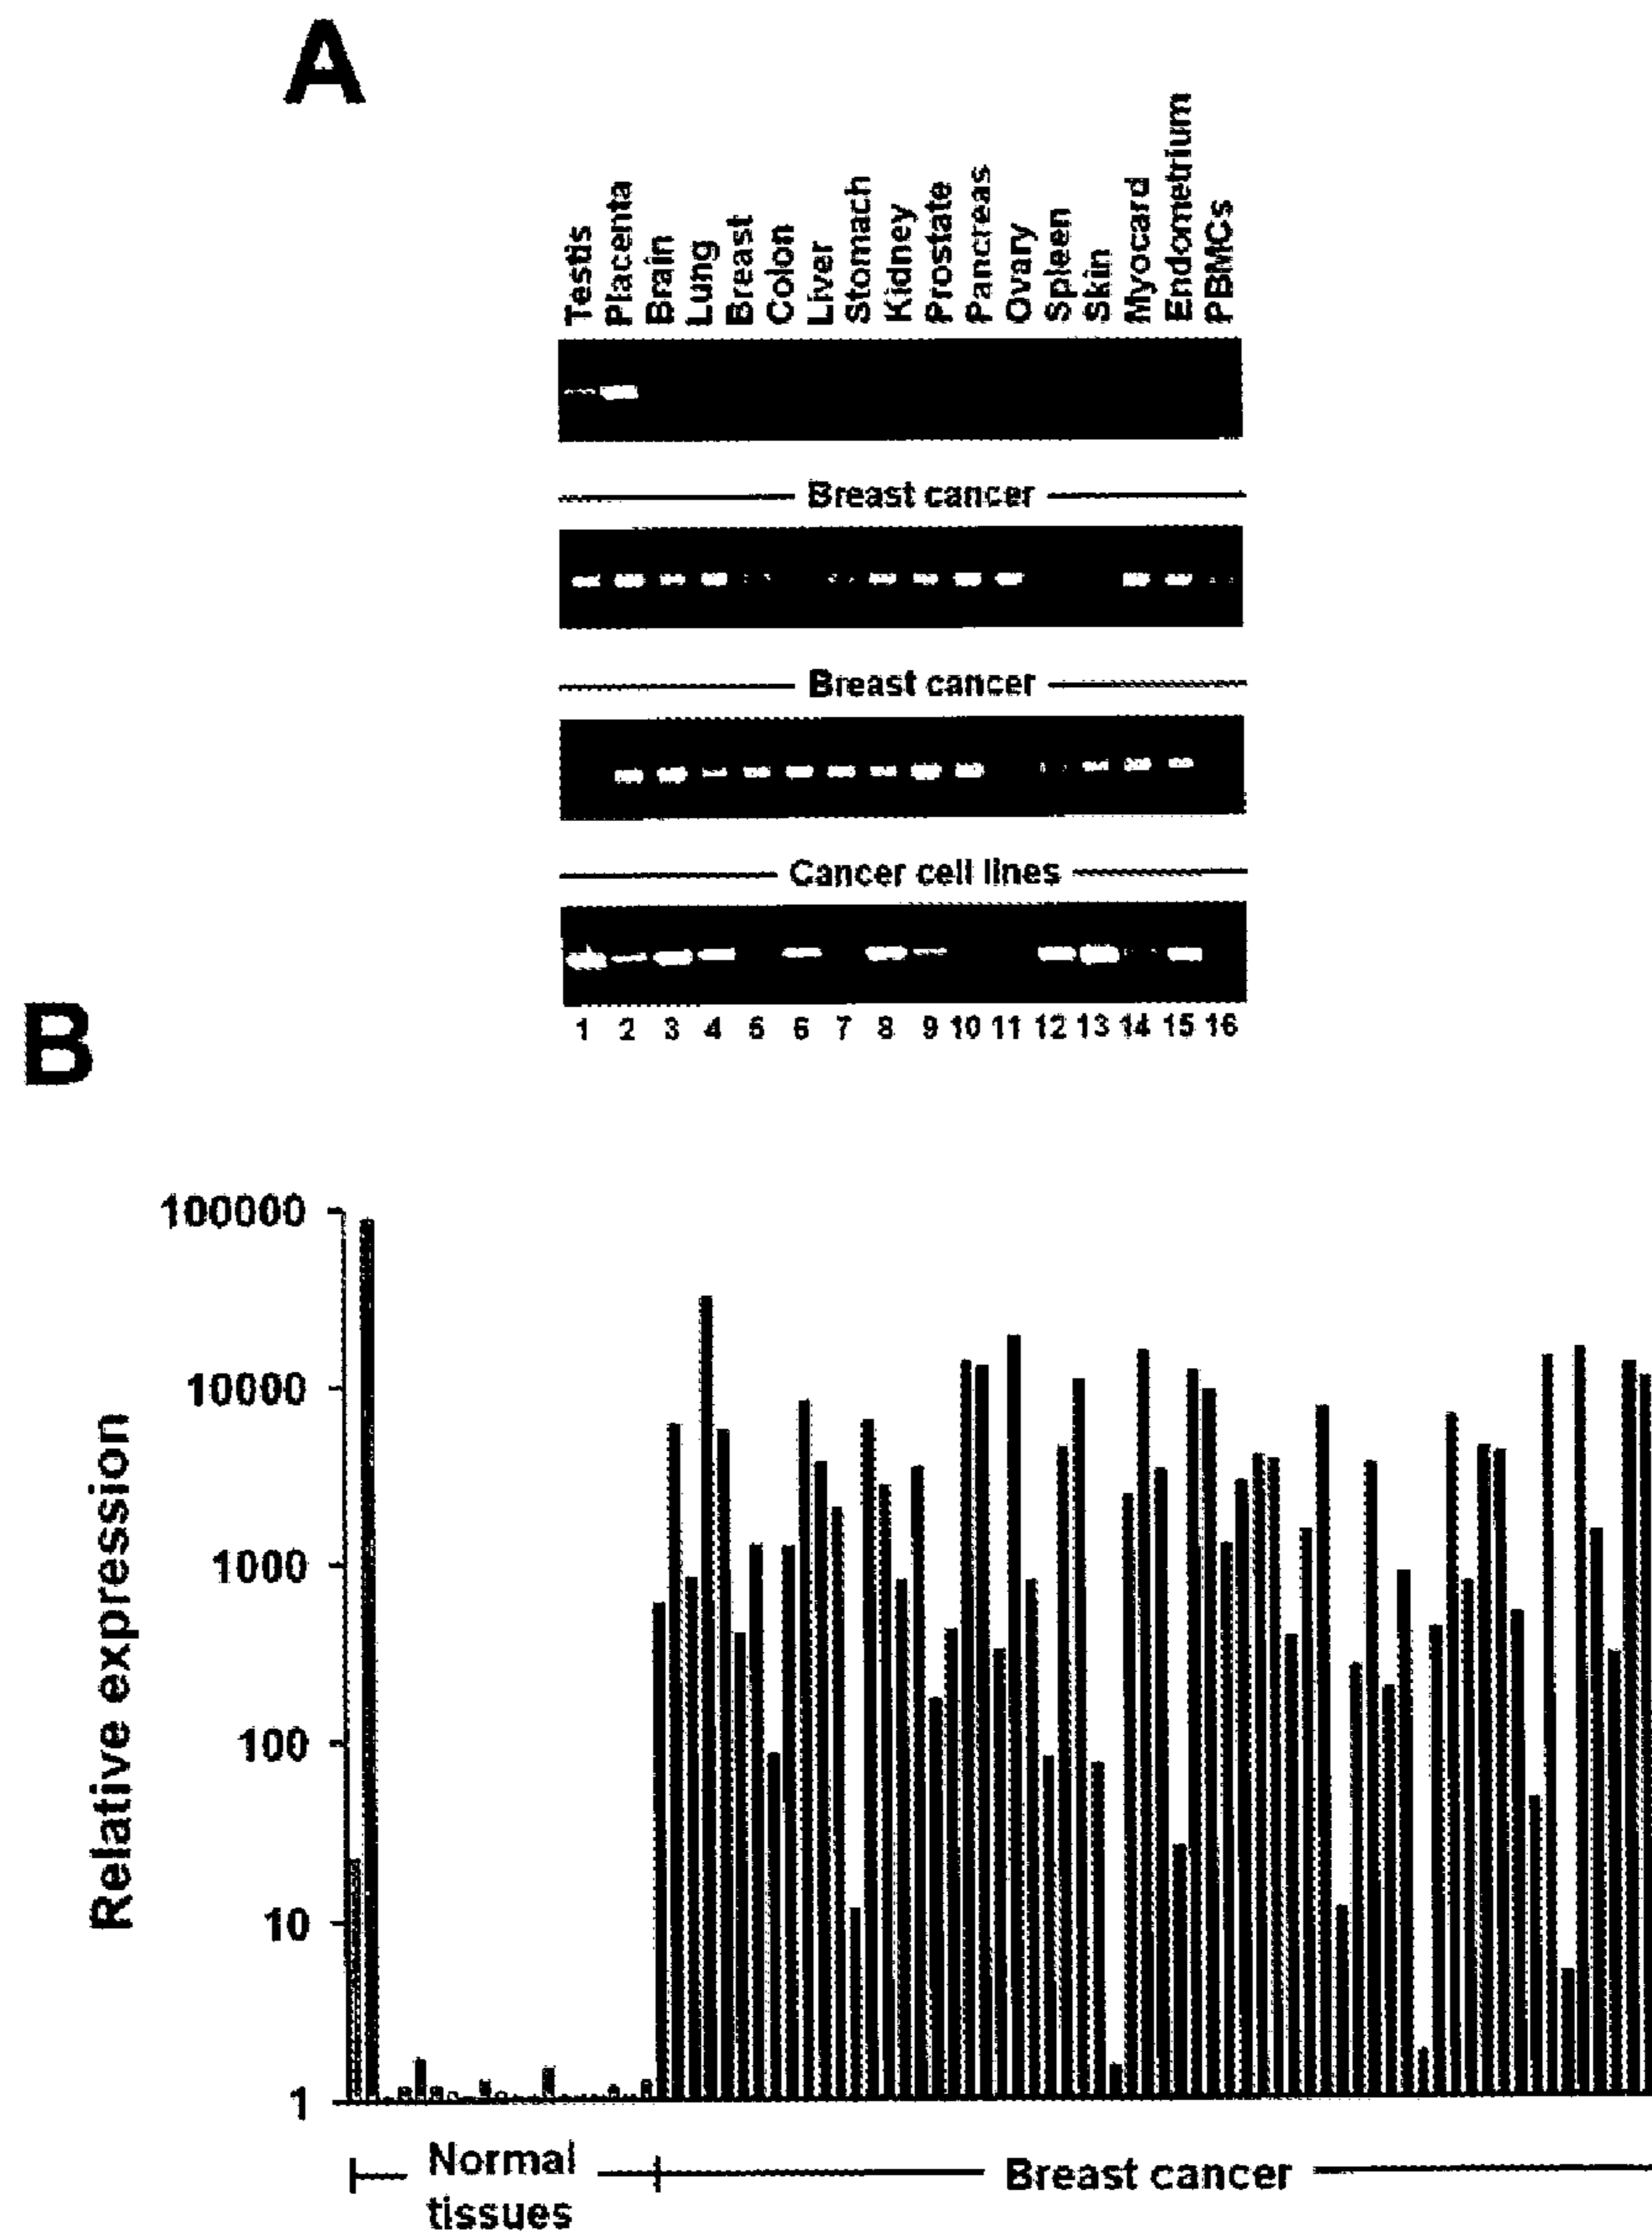 A
Testis
Placenta
Brain
Lung
Breast
Colon
Liver
Stomach
Kidney
Prostate
Pancreas
Ovary
Spleen
Skin
Myocard
Endometrium
PBMCs
Breast cancer
Breast cancer
Cancer cell lines
1 2 3 4 5 6 7 8 9 10 11 12 13 14 15 16
B
Relative expression
100000
10000
1000
100
10
1
Normal
tissues
Breast cancer